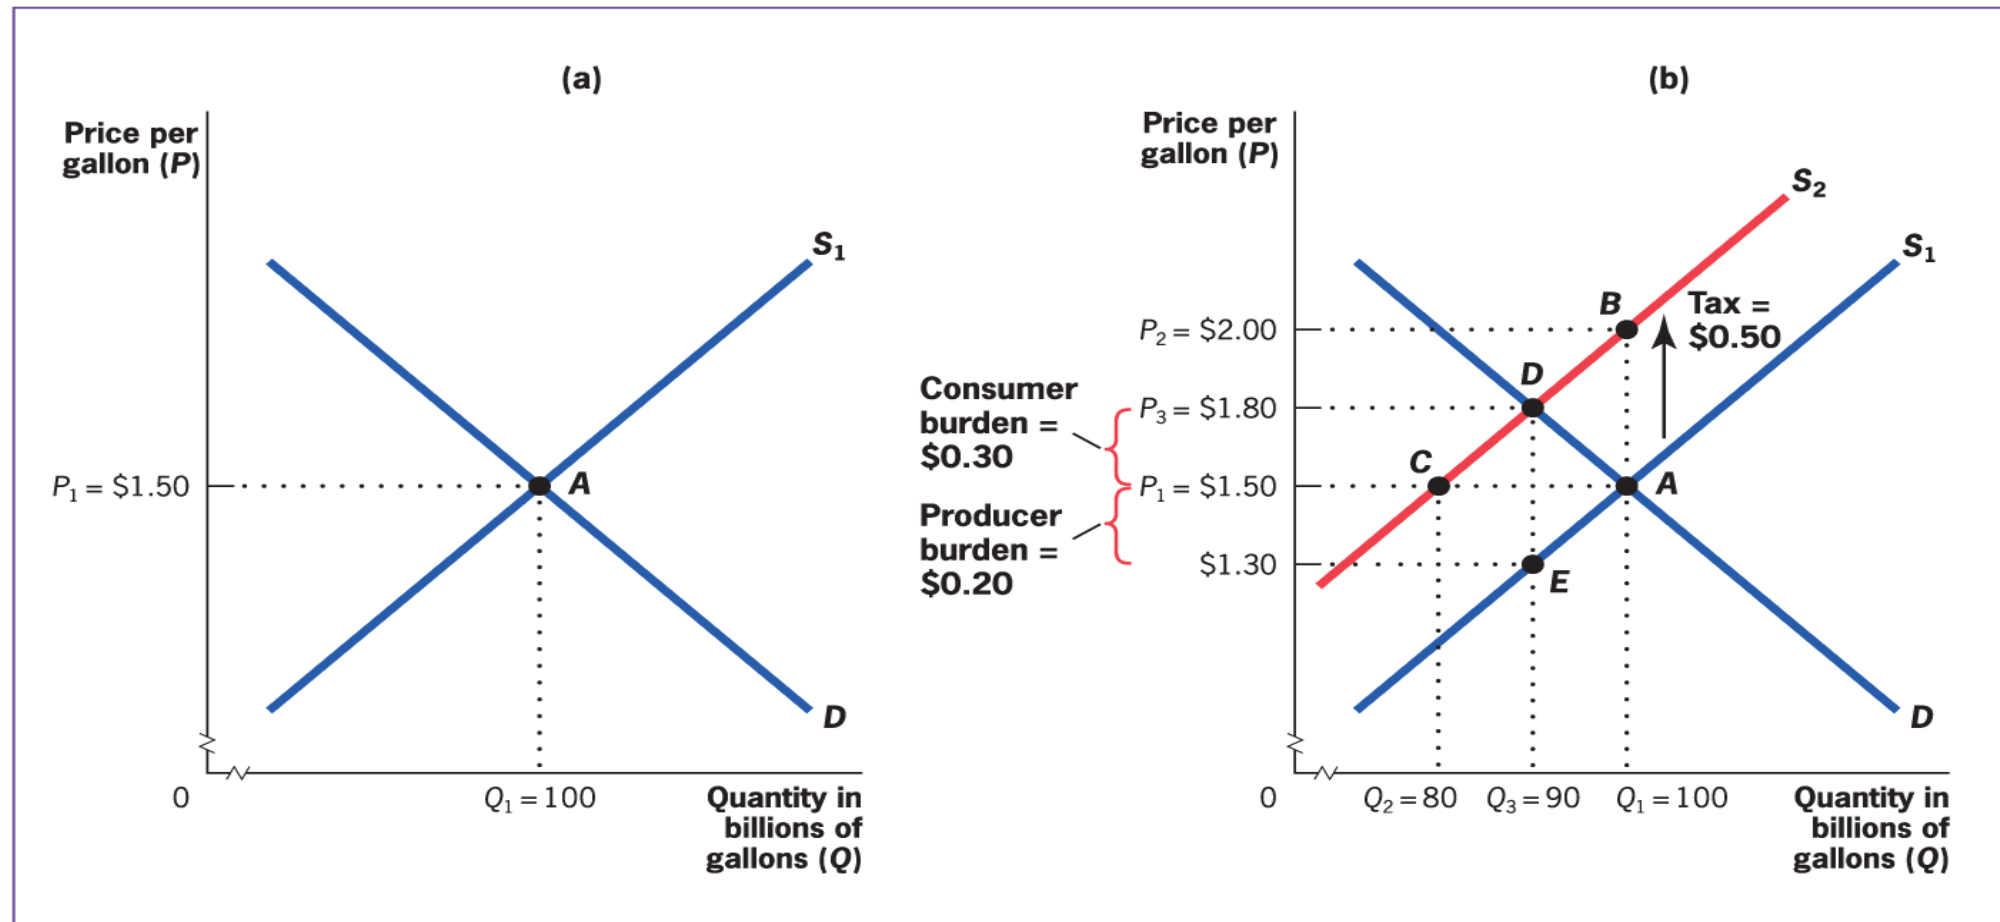 (a)
Price per
gallon (P)
S₁
P₁ = $1.50
A
D
0
Q₁ = 100
Quantity in
billions of
gallons (Q)
(b)
Price per
gallon (P)
S₂
S₁
B
Tax =
$0.50
P₂ = $2.00
D
Consumer
burden =
$0.30
P₃ = $1.80
C
P₁ = $1.50
A
Producer
burden =
$0.20
$1.30
E
D
0
Q₂ = 80
Q₃ = 90
Q₁ = 100
Quantity in
billions of
gallons (Q)